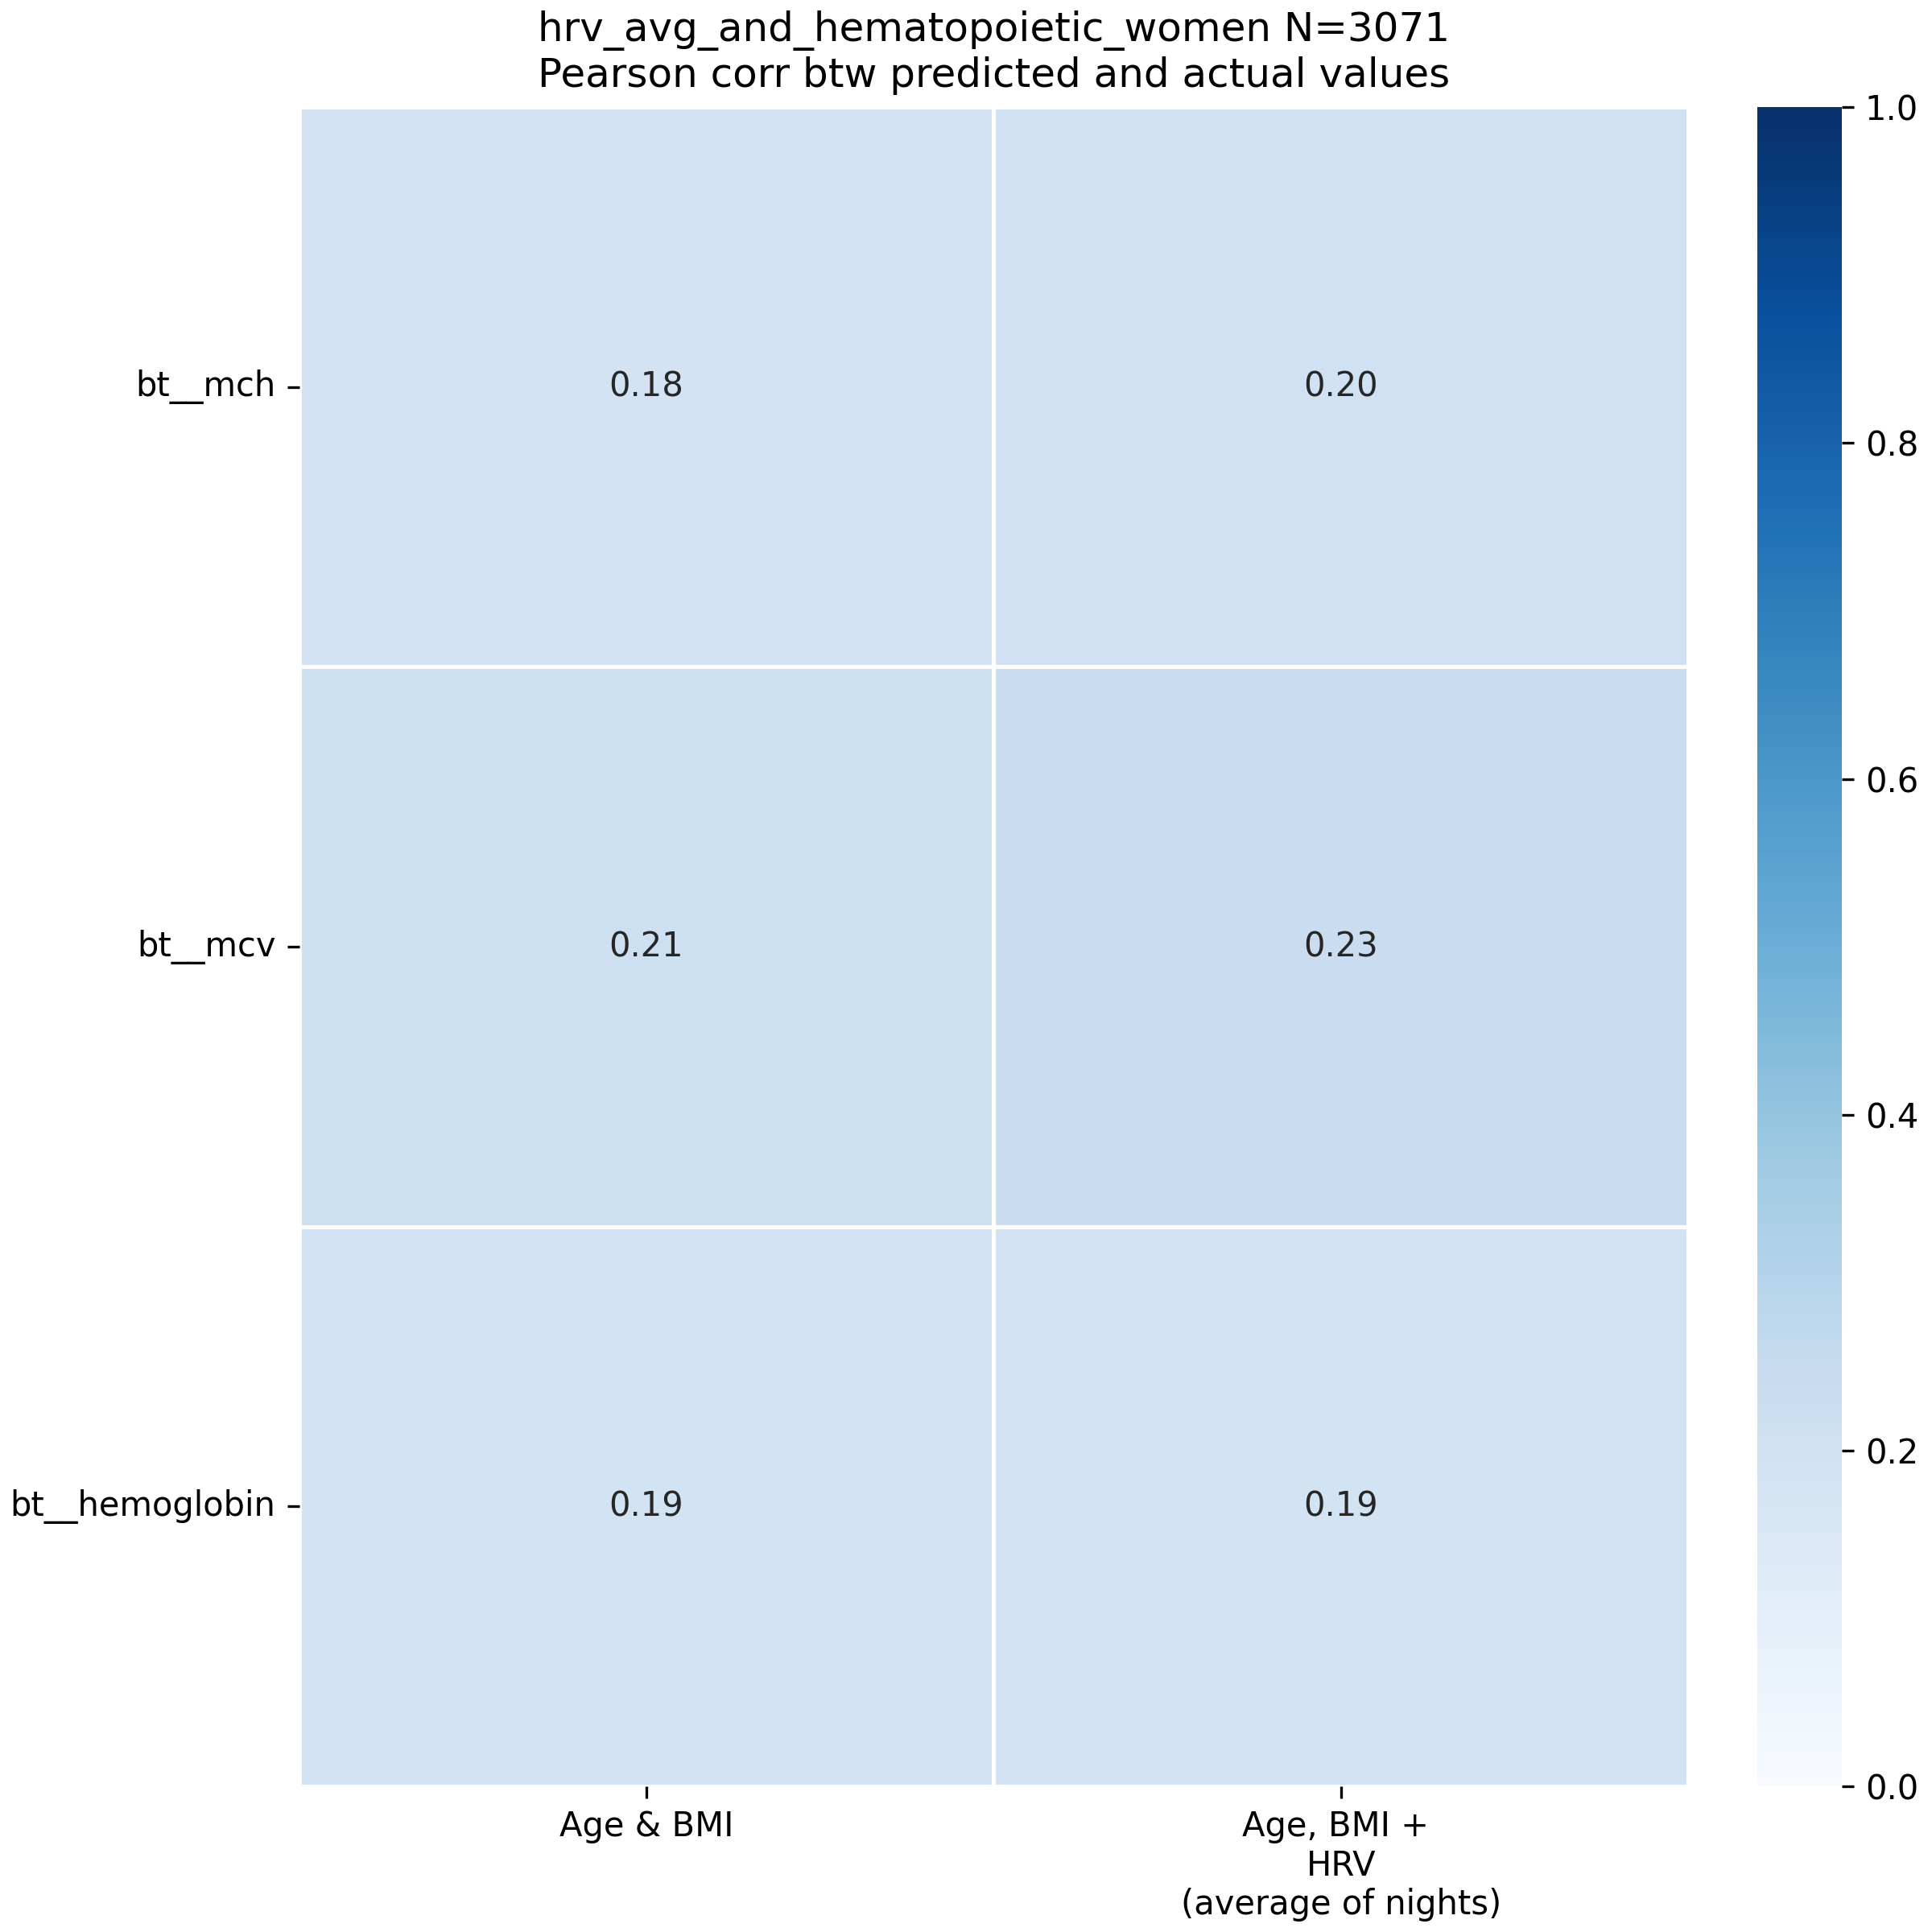 hrv_avg_and_hematopoietic_women N=3071
Pearson corr btw predicted and actual values
bt__mch
0.18
0.20
bt__mcv
0.21
0.23
bt__hemoglobin
0.19
0.19
Age & BMI
Age, BMI +
HRV
(average of nights)
1.0
0.8
0.6
0.4
0.2
0.0